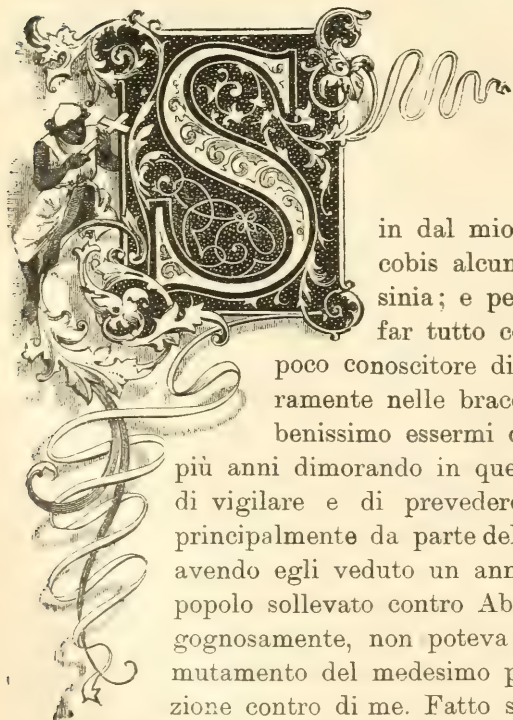 S
in dal mio
cobis alcun
sinia; e pe
far tutto c
poco conoscitore di
ramente nelle bracc
benissimo essermi
più anni dimorando in que
di vigilare e di prevedere
principalmente da parte del
avendo egli veduto un ann
popolo sollevato contro Ab
gognosamente, non poteva
mutamento del medesimo p
zione contro di me. Fatto s